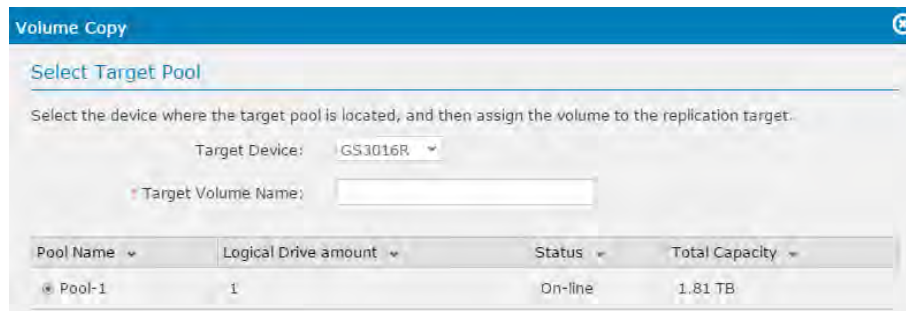 Volume Copy
Select Target Pool
Select the device where the target pool is located, and then assign the volume to the replication target.
Target Device: GS3016R
* Target Volume Name:
Pool Name Logical Drive amount Status Total Capacity
Pool-1 1 On-line 1.81 TB